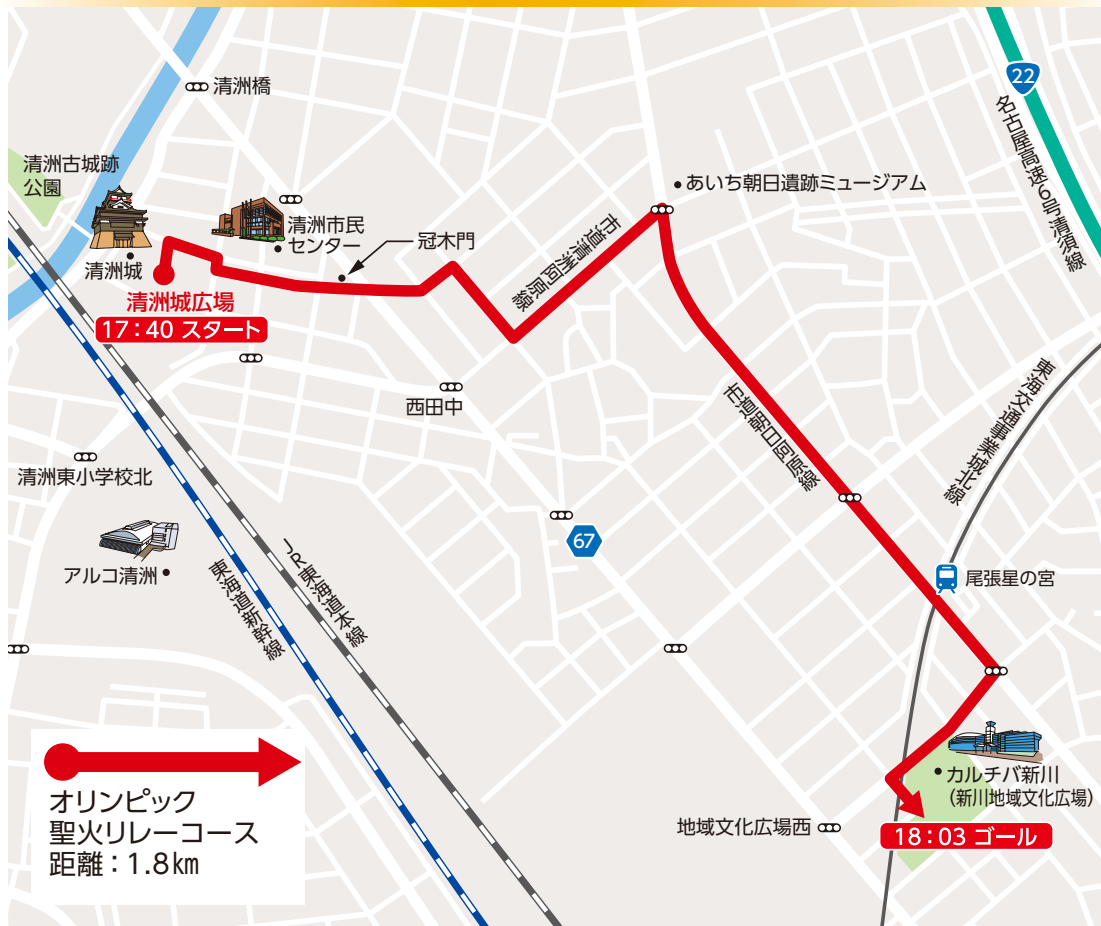 清洲橋
22
名古屋高速6号清須線
清洲古城跡
公園
あいち朝日遺跡ミュージアム
清洲市民
センター
冠木門
市道清洲阿原線
清洲城
清洲城広場
17:40 スタート
西田中
市道朝日阿原線
東海交通事業城北線
清洲東小学校北
67
アルコ清洲
JR東海道本線
東海道新幹線
尾張星の宮
カルチバ新川
(新川地域文化広場)
地域文化広場西
18:03 ゴール
オリンピック
聖火リレーコース
距離:1.8km